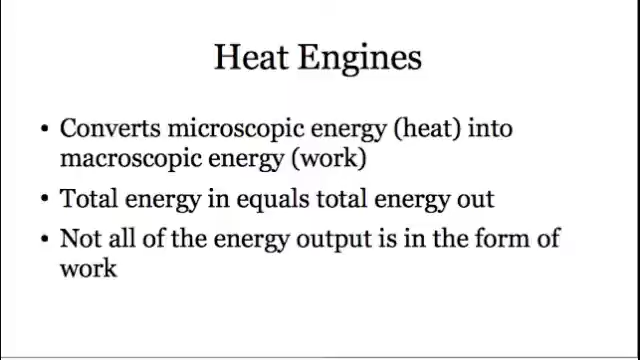 Heat Engines
• Converts microscopic energy (heat) into
macroscopic energy (work)
• Total energy in equals total energy out
• Not all of the energy output is in the form of
work